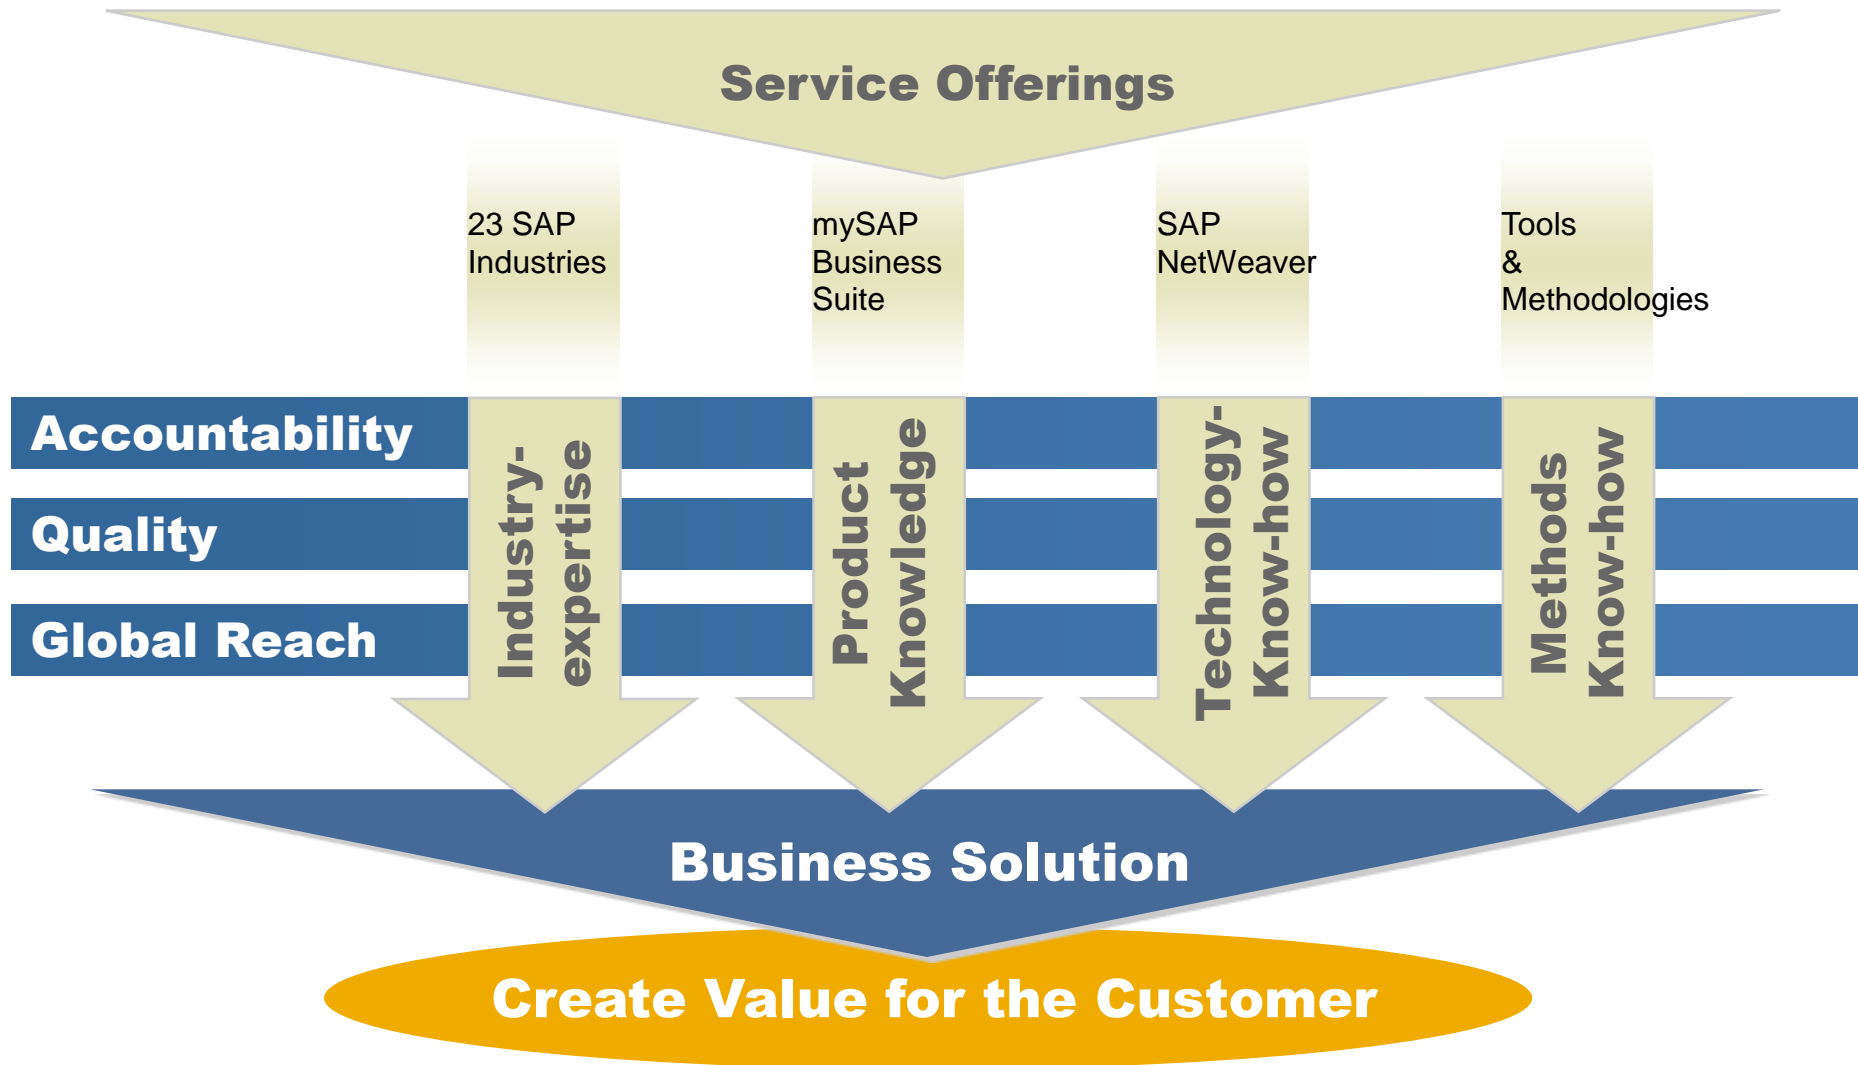 Service Offerings
23 SAP
Industries
mySAP
Business
Suite
SAP
NetWeaver
Tools
&
Methodologies
Accountability
Quality
Global Reach
Industry-
expertise
Product
Knowledge
Technology-
Know-how
Methods
Know-how
Business Solution
Create Value for the Customer